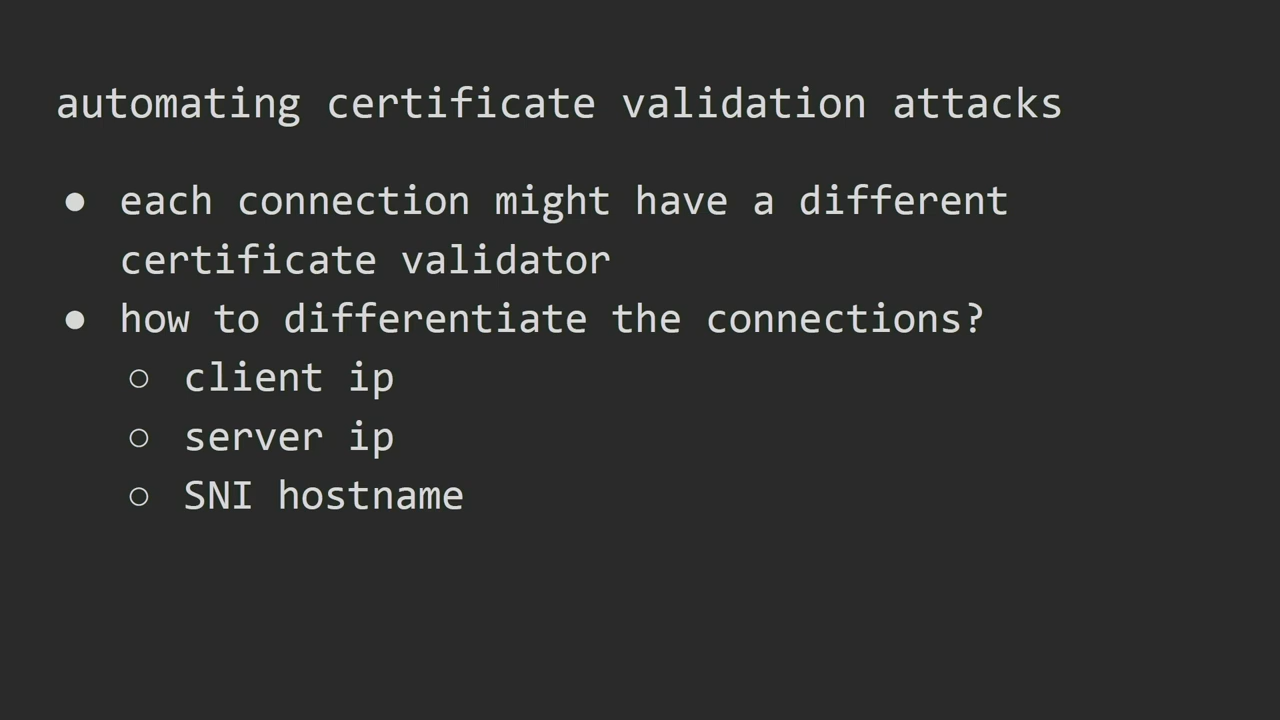 automating certificate validation attacks
● each connection might have a different
certificate validator
● how to differentiate the connections?
○ client ip
○ server ip
○ SNI hostname